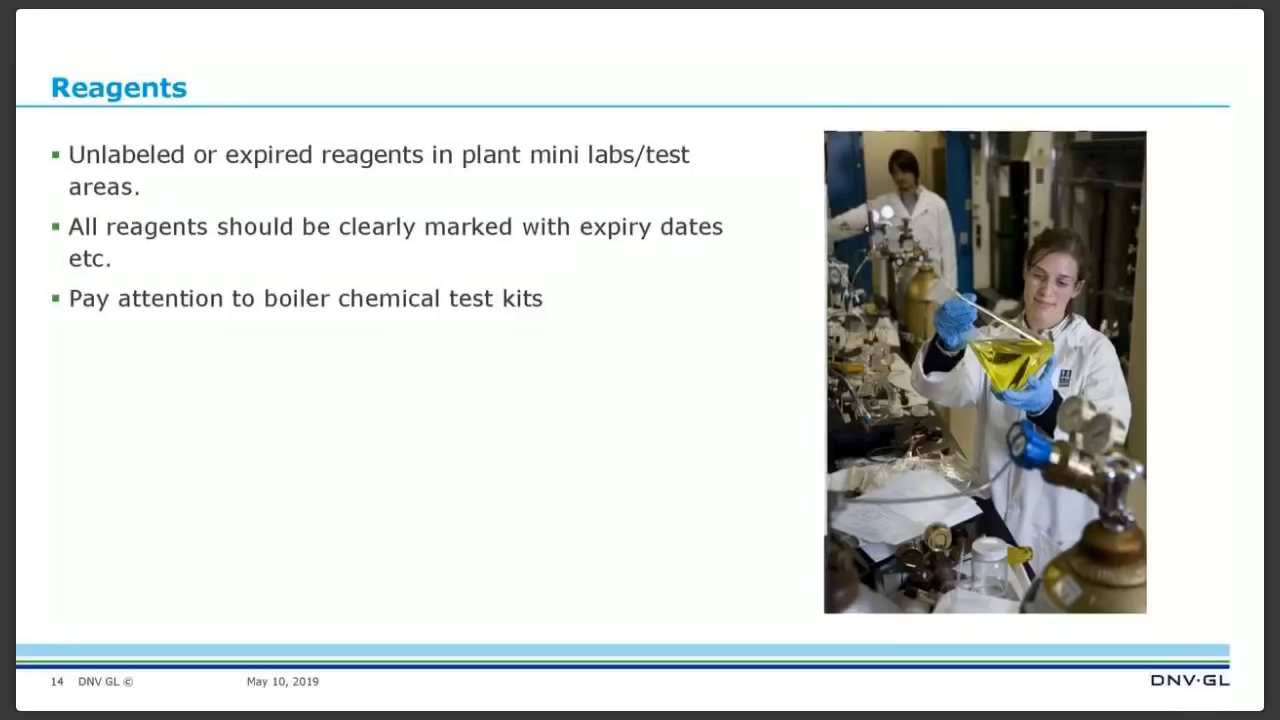 Reagents
▪ Unlabeled or expired reagents in plant mini labs/test
areas.
▪ All reagents should be clearly marked with expiry dates
etc.
▪ Pay attention to boiler chemical test kits
14 DNV GL © May 10, 2019
DNV·GL